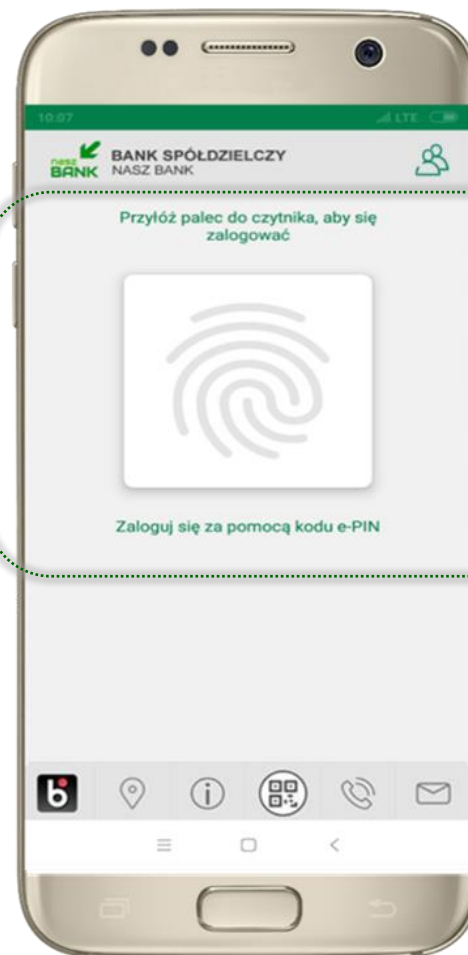 10:07 LTE
nasz
BANK
BANK SPÓŁDZIELCZY
NASZ BANK
Przyłóż palec do czytnika, aby się
zalogować
Zaloguj się za pomocą kodu e-PIN